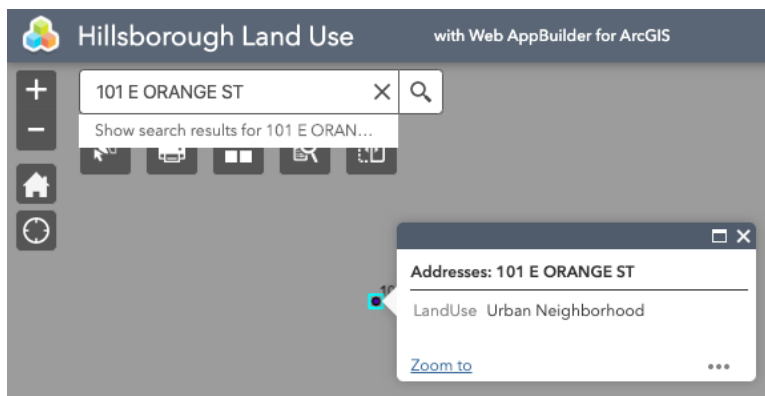 Hillsborough Land Use
with Web AppBuilder for ArcGIS
101 E ORANGE ST
Show search results for 101 E ORAN...
Addresses: 101 E ORANGE ST
LandUse Urban Neighborhood
Zoom to